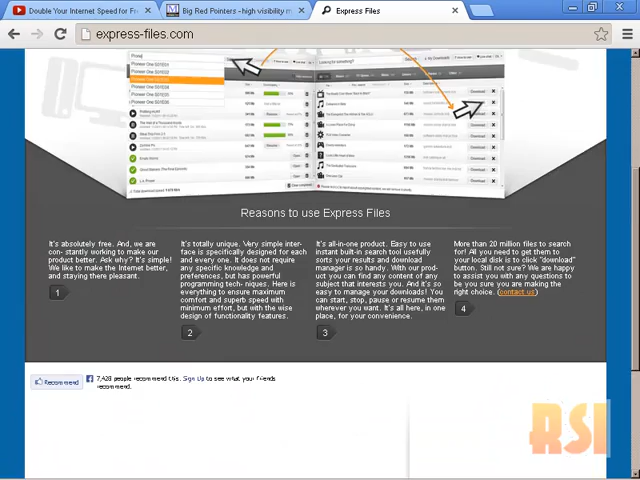 Double Your Internet Speed for Fr
Big Red Pointers - high visibility m
Express Files
express-files.com
Looking for something?
My Downloads
Pioneer One S01E03
Reasons to use Express Files
It's absolutely free. And, we are
con- stantly working to make our
product better. Ask why? It's simple!
We like to make the Internet better,
and staying there pleasant.
1
It's totally unique. Very simple inter-
face is specifically designed for each
and every one. It does not require
any specific knowledge and
preferences, but has powerful
programming tech- niques. Here is
everything to ensure maximum
comfort and superb speed with
minimum effort, but with the wise
design of functionality features.
2
It's all-in-one product. Easy to use
instant built-in search tool usefully
sorts your results and download
manager is so handy. With our prod-
uct you can find any content of any
subject that interests you. And it's so
easy to manage your downloads! You
can start, stop, pause or resume them
wherever you want. It's all here, in one
place, for your convenience.
3
More than 20 million files to search
for! All you need to get them to
your local disk is to click "download"
button. Still not sure? We are happy
to assist you with any questions to
be you sure you are making the
right choice. (contact us)
4
Recommend
7,428 people recommend this. Sign Up to see what your friends
recommend.
RSI